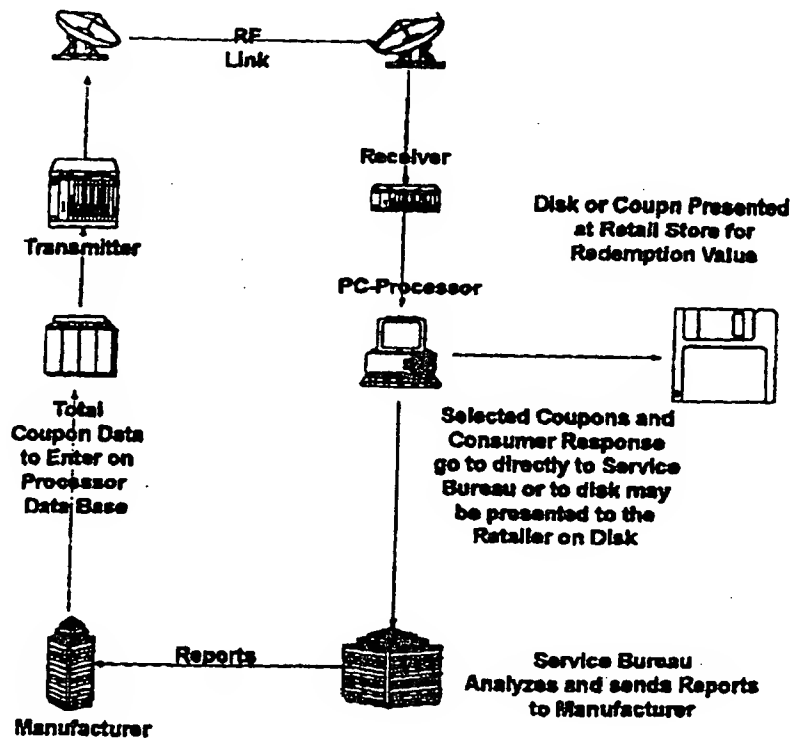 RF
Link
Receiver
Disk or Coupn Presented
at Retail Store for
Redemption Value
Transmitter
PC-Processor
Total
Coupon Data
to Enter on
Processor
Data Base
Selected Coupons and
Consumer Response
go to directly to Service
Bureau or to disk may
be presented to the
Retailer on Disk
Reports
Service Bureau
Analyzes and sends Reports
to Manufacturer
Manufacturer